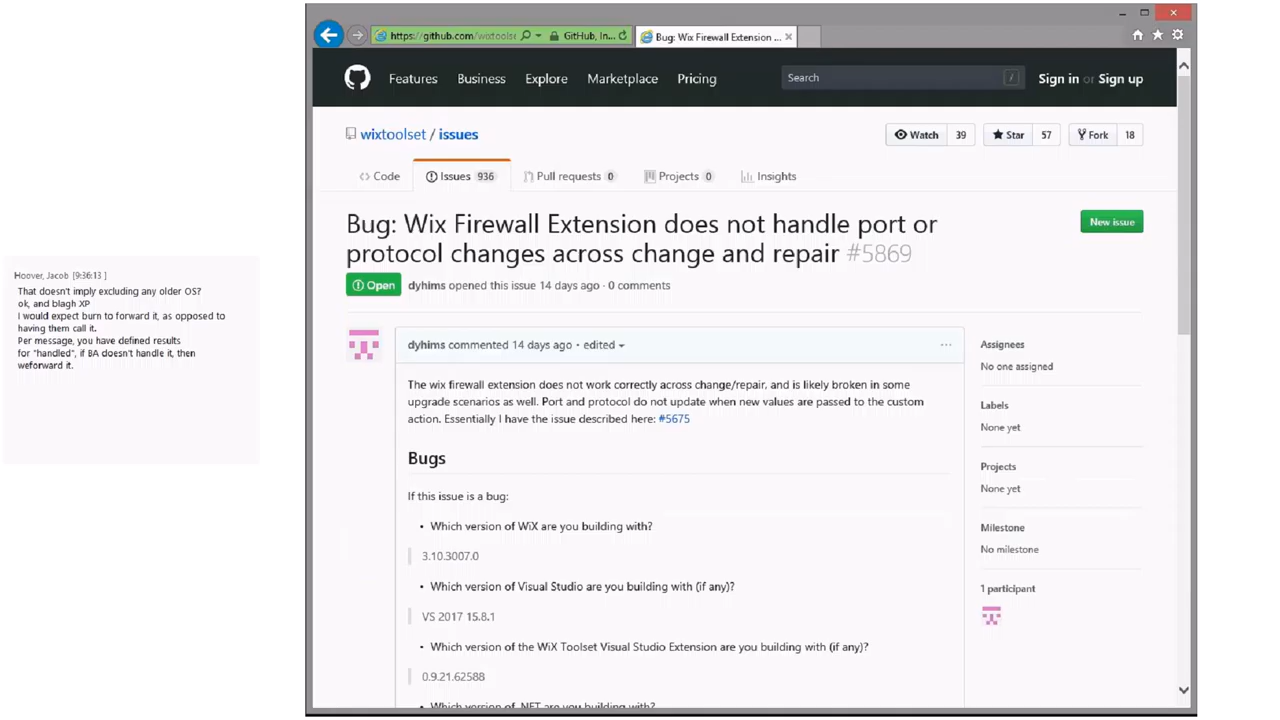 https://github.com/wixtoolse
GitHub, In...
Bug: Wix Firewall Extension ...
Features
Business
Explore
Marketplace
Pricing
Search
/
Sign in or Sign up
wixtoolset / issues
Watch 39
Star 57
Fork 18
Code
Issues 936
Pull requests 0
Projects 0
Insights
Bug: Wix Firewall Extension does not handle port or
protocol changes across change and repair #5869
New issue
Open
dyhims opened this issue 14 days ago · 0 comments
Hoover, Jacob [9:36:13 ]
That doesn't imply excluding any older OS?
ok, and blagh XP
I would expect burn to forward it, as opposed to
having them call it.
Per message, you have defined results
for "handled", if BA doesn't handle it, then
weforward it.
dyhims commented 14 days ago • edited
The wix firewall extension does not work correctly across change/repair, and is likely broken in some
upgrade scenarios as well. Port and protocol do not update when new values are passed to the custom
action. Essentially I have the issue described here: #5675
Bugs
If this issue is a bug:
• Which version of WiX are you building with?
3.10.3007.0
• Which version of Visual Studio are you building with (if any)?
VS 2017 15.8.1
• Which version of the WiX Toolset Visual Studio Extension are you building with (if any)?
0.9.21.62588
• Which version of .NET are you building with?
Assignees
No one assigned
Labels
None yet
Projects
None yet
Milestone
No milestone
1 participant